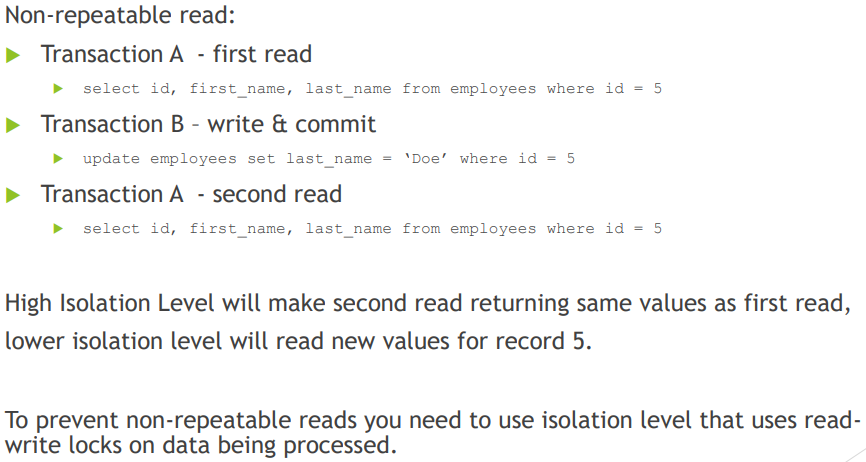 Non-repeatable read:
Transaction A - first read
select id, first_name, last_name from employees where id = 5
Transaction B – write & commit
update employees set last_name = ‘Doe’ where id = 5
Transaction A - second read
select id, first_name, last_name from employees where id = 5
High Isolation Level will make second read returning same values as first read,
lower isolation level will read new values for record 5.
To prevent non-repeatable reads you need to use isolation level that uses read-
write locks on data being processed.